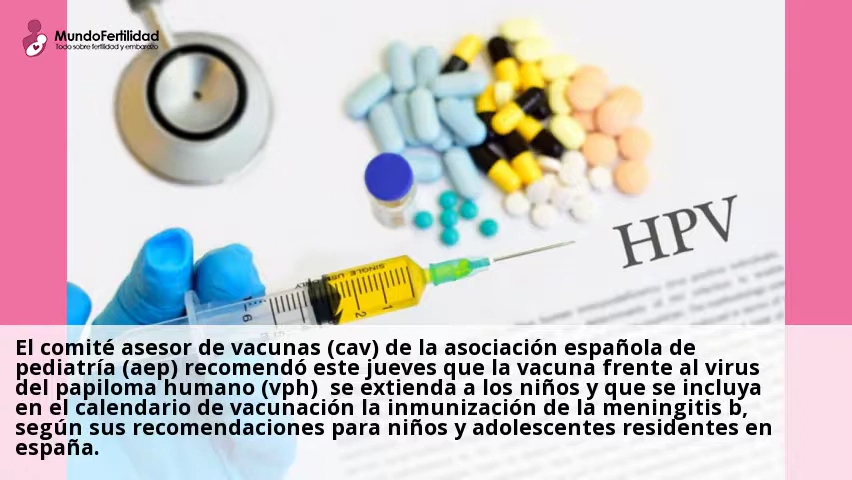 MundoFertilidad
Todo sobre fertilidad y embarazo
HPV
SINGLE USE
El comité asesor de vacunas (cav) de la asociación española de
pediatría (aep) recomendó este jueves que la vacuna frente al virus
del papiloma humano (vph)  se extienda a los niños y que se incluya
en el calendario de vacunación la inmunización de la meningitis b,
según sus recomendaciones para niños y adolescentes residentes en
españa.